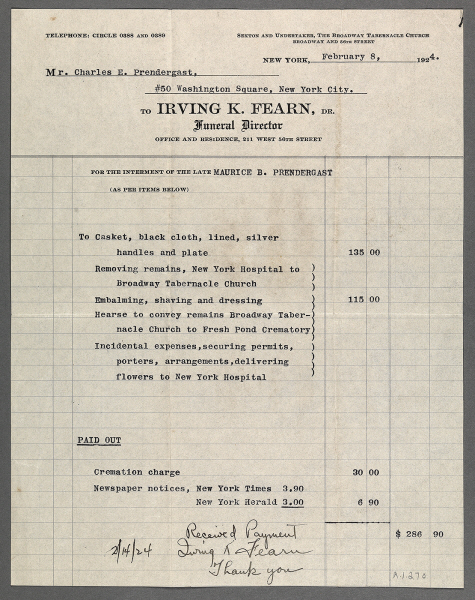 TELEPHONE: CIRCLE 0388 AND 0389
SEXTON AND UNDERTAKER, THE BROADWAY TABERNACLE CHURCH
BROADWAY AND 56TH STREET
NEW YORK, February 8, 1924.
Mr. Charles E. Prendergast,
#50 Washington Square, New York City.
TO IRVING K. FEARN, DR.
Funeral Director
OFFICE AND RESIDENCE, 211 WEST 56TH STREET
FOR THE INTERMENT OF THE LATE MAURICE B. PRENDERGAST
(AS PER ITEMS BELOW)
To Casket, black cloth, lined, silver
handles and plate 135 00
Removing remains, New York Hospital to )
Broadway Tabernacle Church )
Embalming, shaving and dressing ) 115 00
Hearse to convey remains Broadway Taber- )
nacle Church to Fresh Pond Crematory )
Incidental expenses, securing permits, )
porters, arrangements, delivering )
flowers to New York Hospital )
PAID OUT
Cremation charge 30 00
Newspaper notices, New York Times 3.90
New York Herald 3.00 6 90
$ 286 90
Received Payment
2/14/24 Irving K Fearn
Thank you
A.1.270